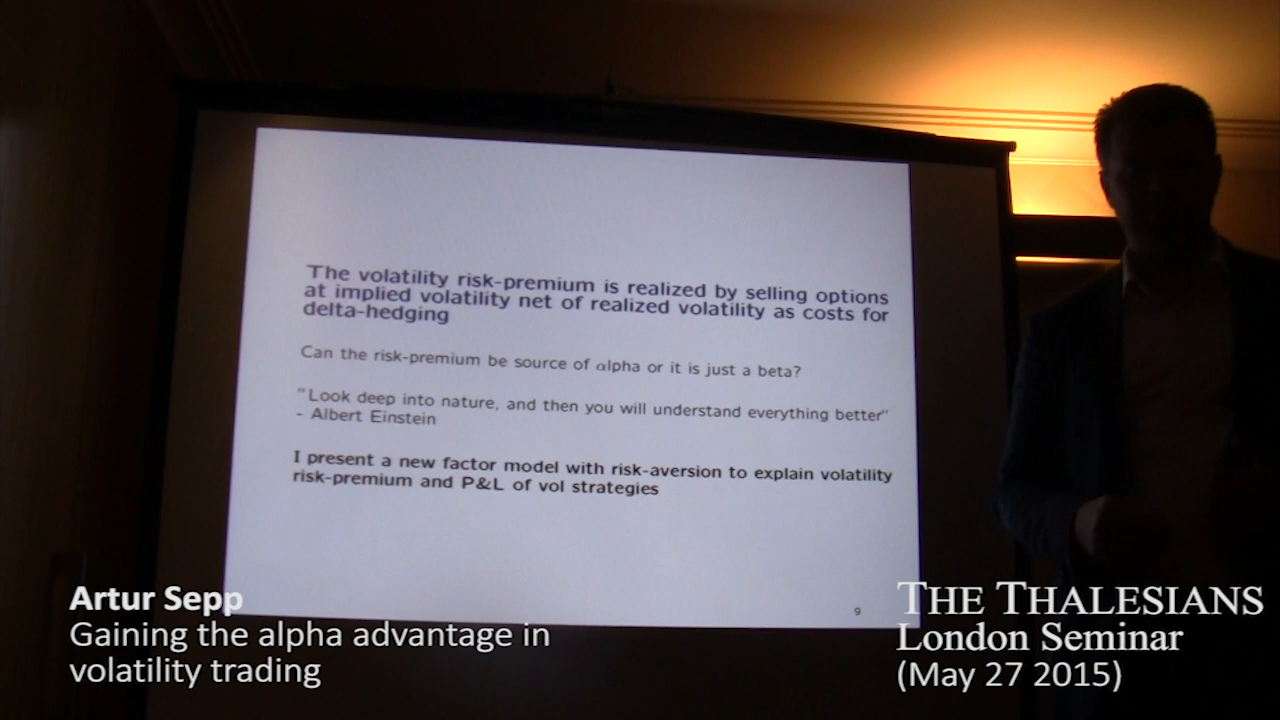 The volatility risk-premium is realized by selling options
at implied volatility net of realized volatility as costs for
delta-hedging
Can the risk-premium be source of αlpha or it is just a beta?
"Look deep into nature, and then you will understand everything better"
- Albert Einstein
I present a new factor model with risk-aversion to explain volatility
risk-premium and P&L of vol strategies
9
Artur Sepp
Gaining the alpha advantage in
volatility trading
THE THALESIANS
London Seminar
(May 27 2015)